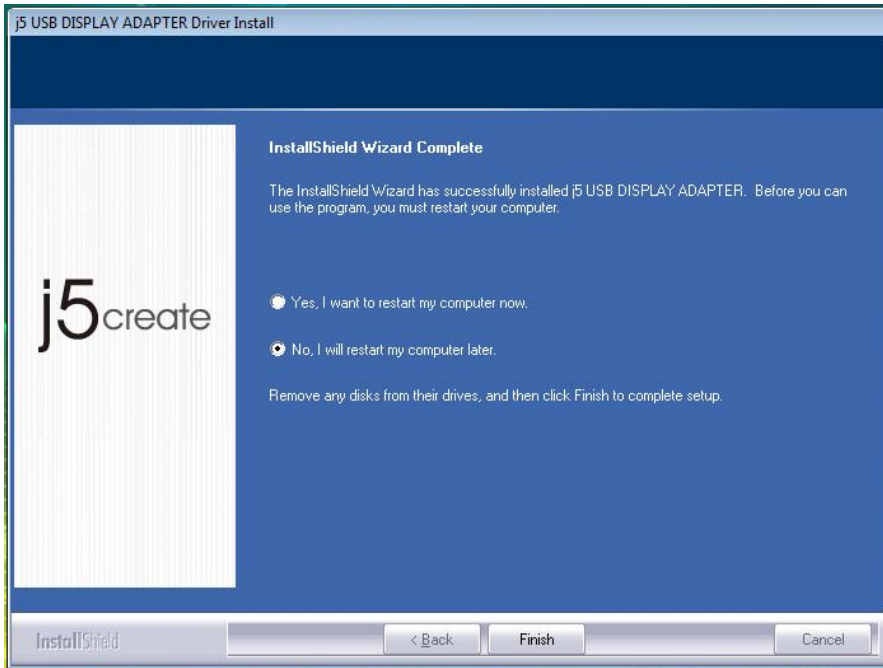 j5 USB DISPLAY ADAPTER Driver Install
InstallShield Wizard Complete
The InstallShield Wizard has successfully installed j5 USB DISPLAY ADAPTER. Before you can
use the program, you must restart your computer.
j5create
Yes, I want to restart my computer now.
No, I will restart my computer later.
Remove any disks from their drives, and then click Finish to complete setup.
InstallShield
< Back
Finish
Cancel